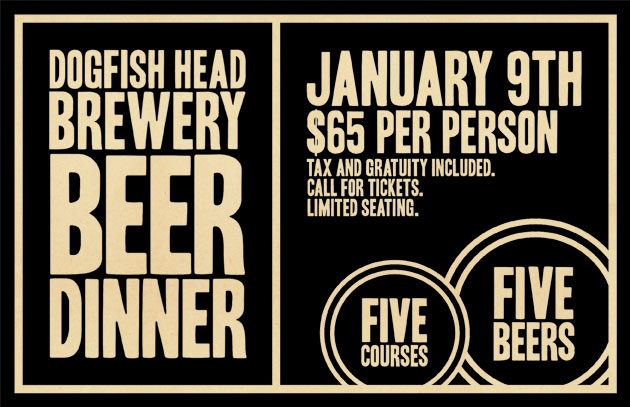 DOGFISH HEAD
BREWERY
BEER
DINNER
JANUARY 9TH
$65 PER PERSON
TAX AND GRATUITY INCLUDED.
CALL FOR TICKETS.
LIMITED SEATING.
FIVE
COURSES
FIVE
BEERS